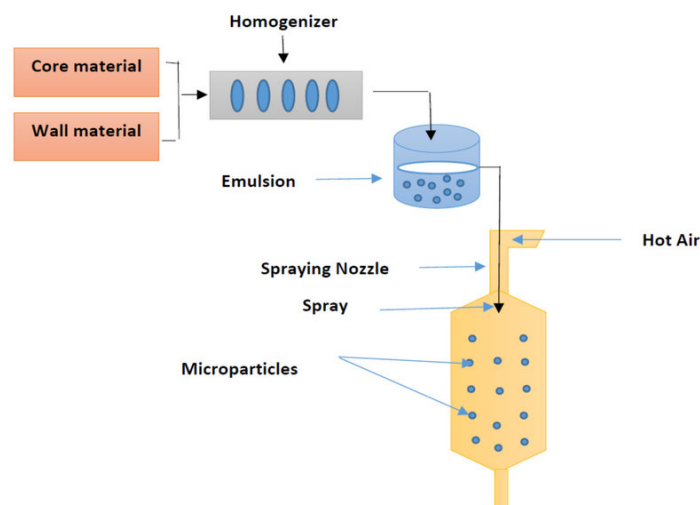 Homogenizer
Core material
Wall material
Emulsion
Hot Air
Spraying Nozzle
Spray
Microparticles